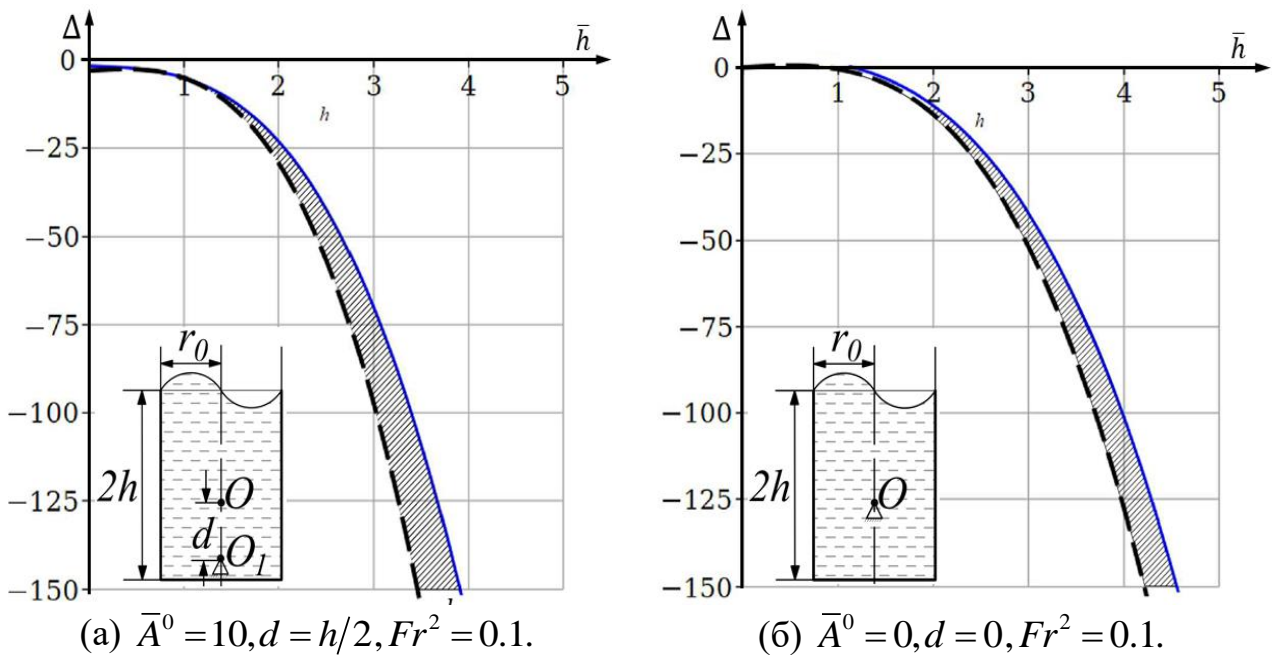 Δ
h̄
0
1 2 3 4 5
h
−25
−50
−75
−100
−125
−150
r₀
2h
O
d
O₁
(a) A̅⁰ = 10, d = h/2, Fr² = 0.1.
Δ
h̄
0
1 2 3 4 5
h
−25
−50
−75
−100
−125
−150
r₀
2h
O
(б) A̅⁰ = 0, d = 0, Fr² = 0.1.